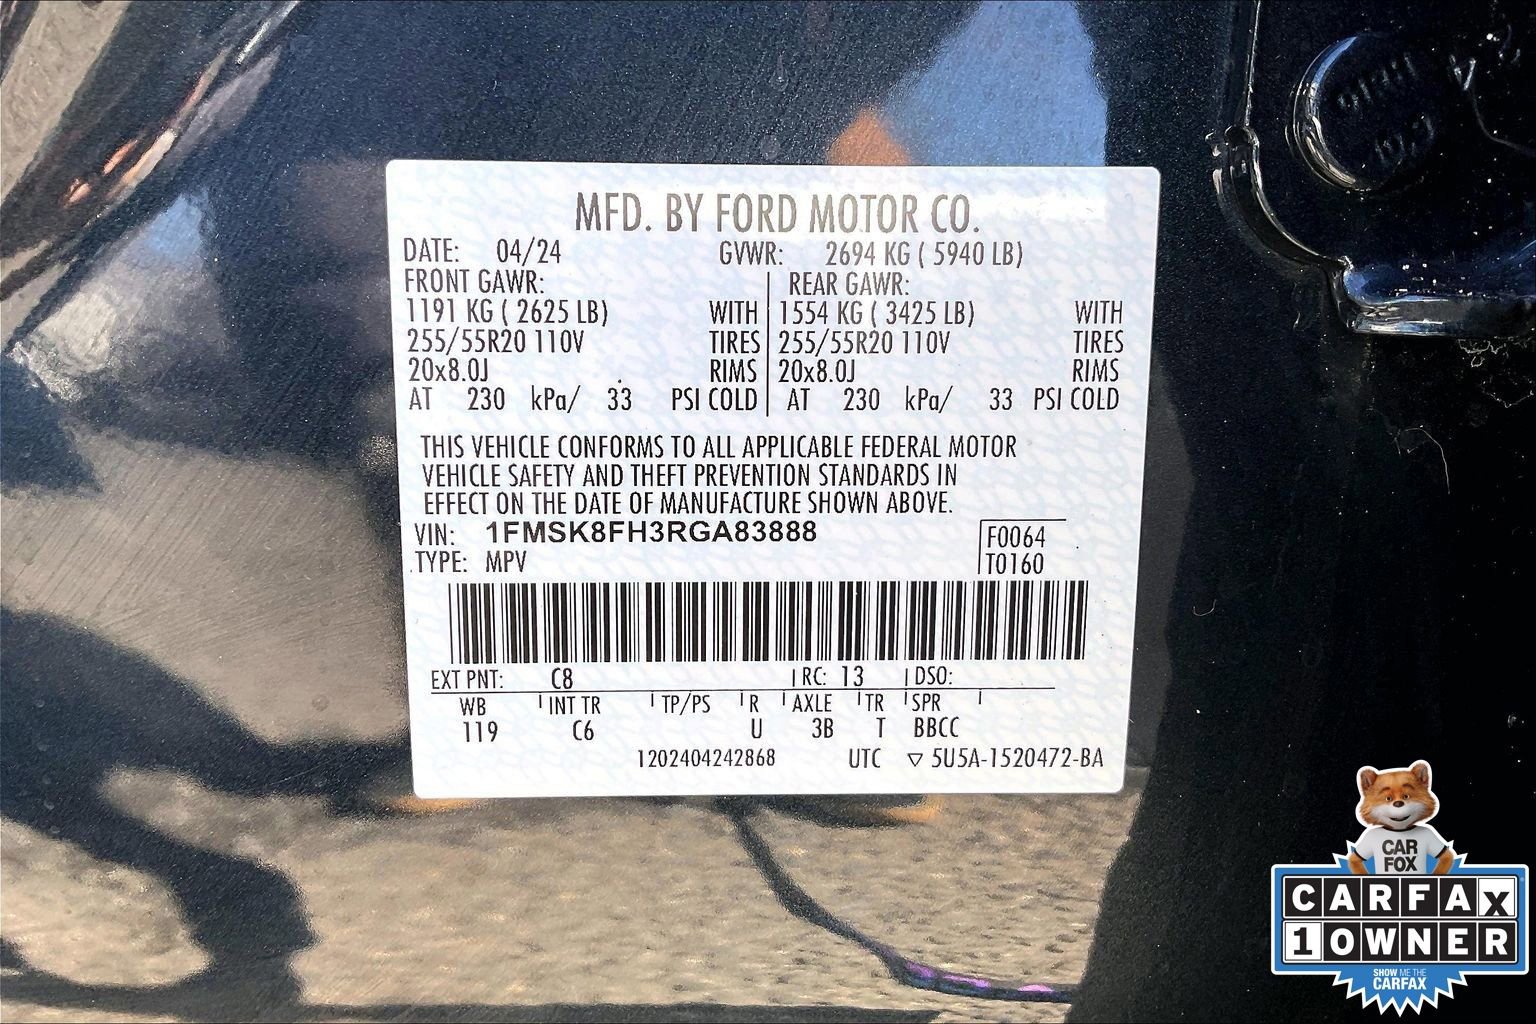 MFD. BY FORD MOTOR CO.
DATE: 04/24 GVWR: 2694 KG ( 5940 LB)
FRONT GAWR: REAR GAWR:
1191 KG ( 2625 LB) WITH 1554 KG ( 3425 LB) WITH
255/55R20 110V TIRES 255/55R20 110V TIRES
20x8.0J RIMS 20x8.0J RIMS
AT 230 kPa/ 33 PSI COLD AT 230 kPa/ 33 PSI COLD
THIS VEHICLE CONFORMS TO ALL APPLICABLE FEDERAL MOTOR
VEHICLE SAFETY AND THEFT PREVENTION STANDARDS IN
EFFECT ON THE DATE OF MANUFACTURE SHOWN ABOVE.
VIN: 1FMSK8FH3RGA83888 F0064
TYPE: MPV T0160
EXT PNT: C8 RC: 13 DSO:
WB INT TR TP/PS R AXLE TR SPR
119 C6 U 3B T BBCC
1202404242868 UTC ▽ 5U5A-1520472-BA
CAR
FOX
CARFAX
1 OWNER
SHOW ME THE
CARFAX